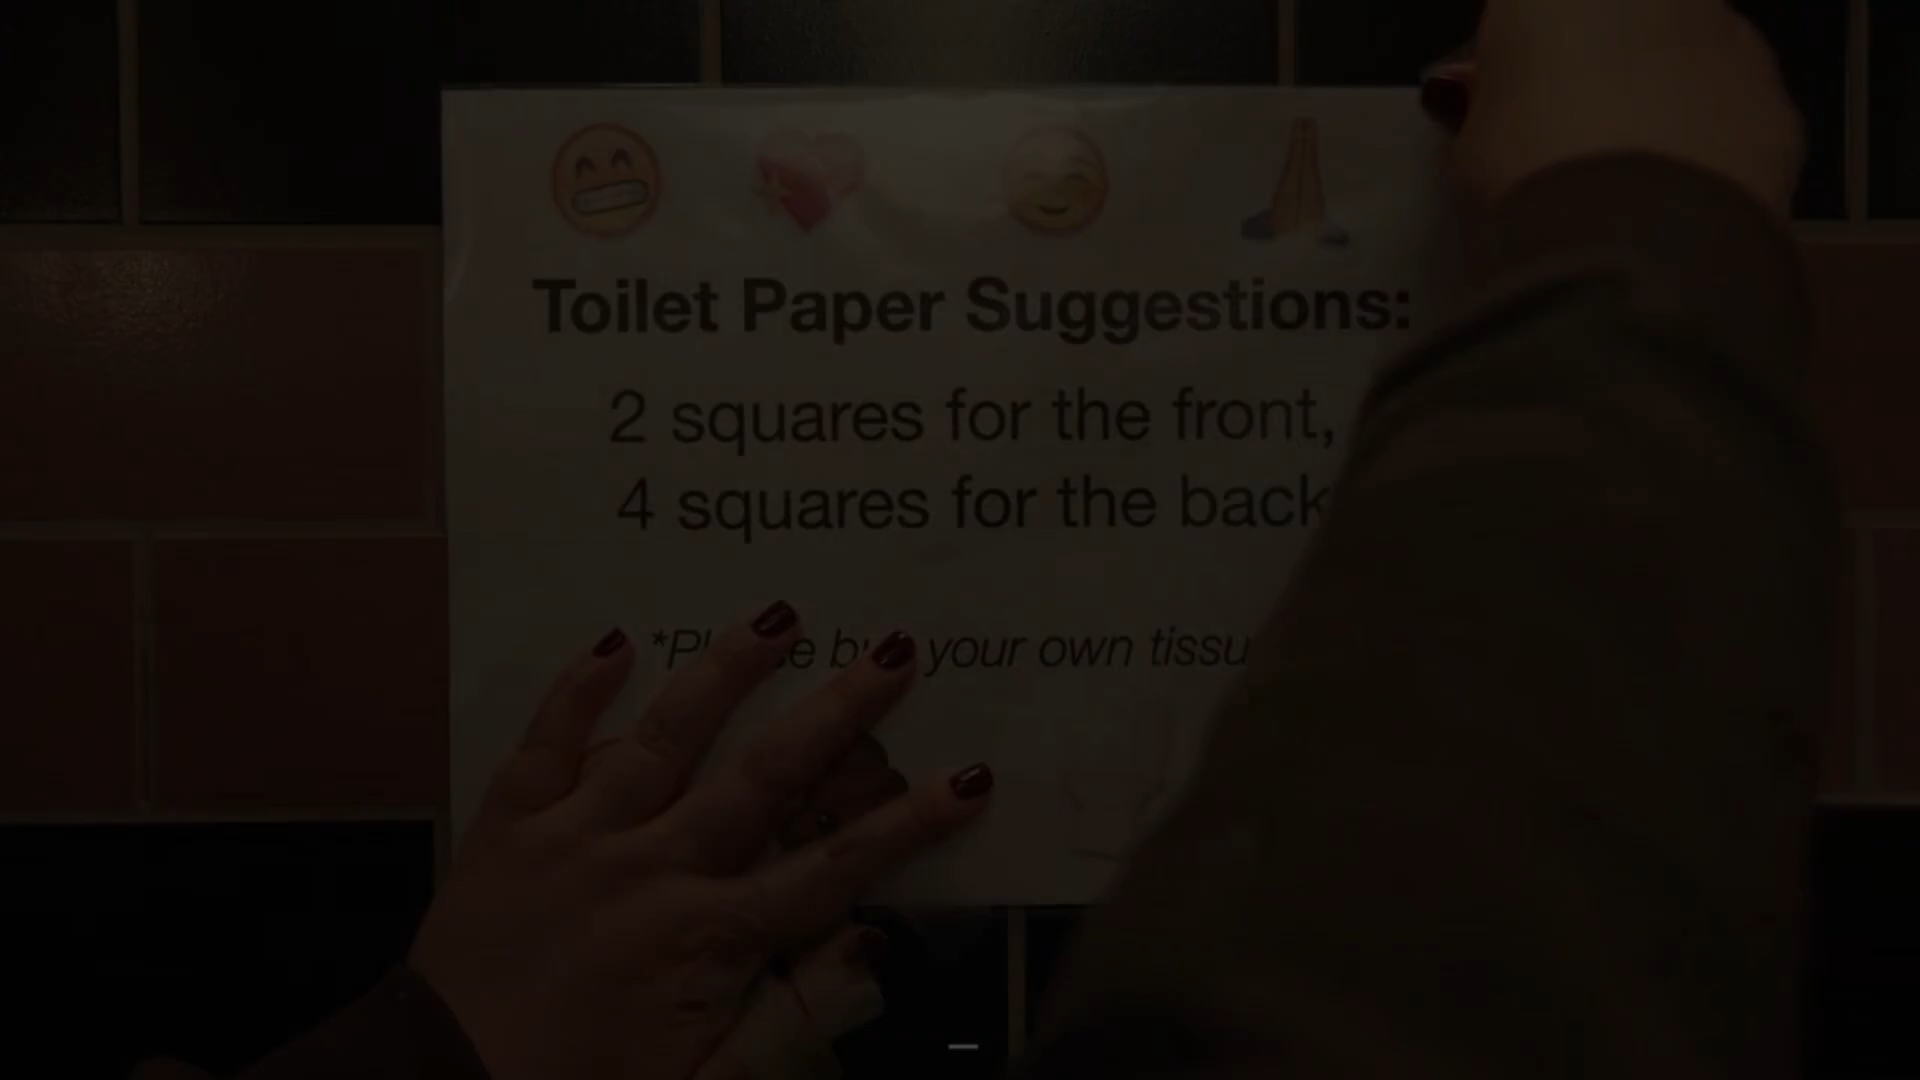 Toilet Paper Suggestions:
2 squares for the front,
4 squares for the back
your own